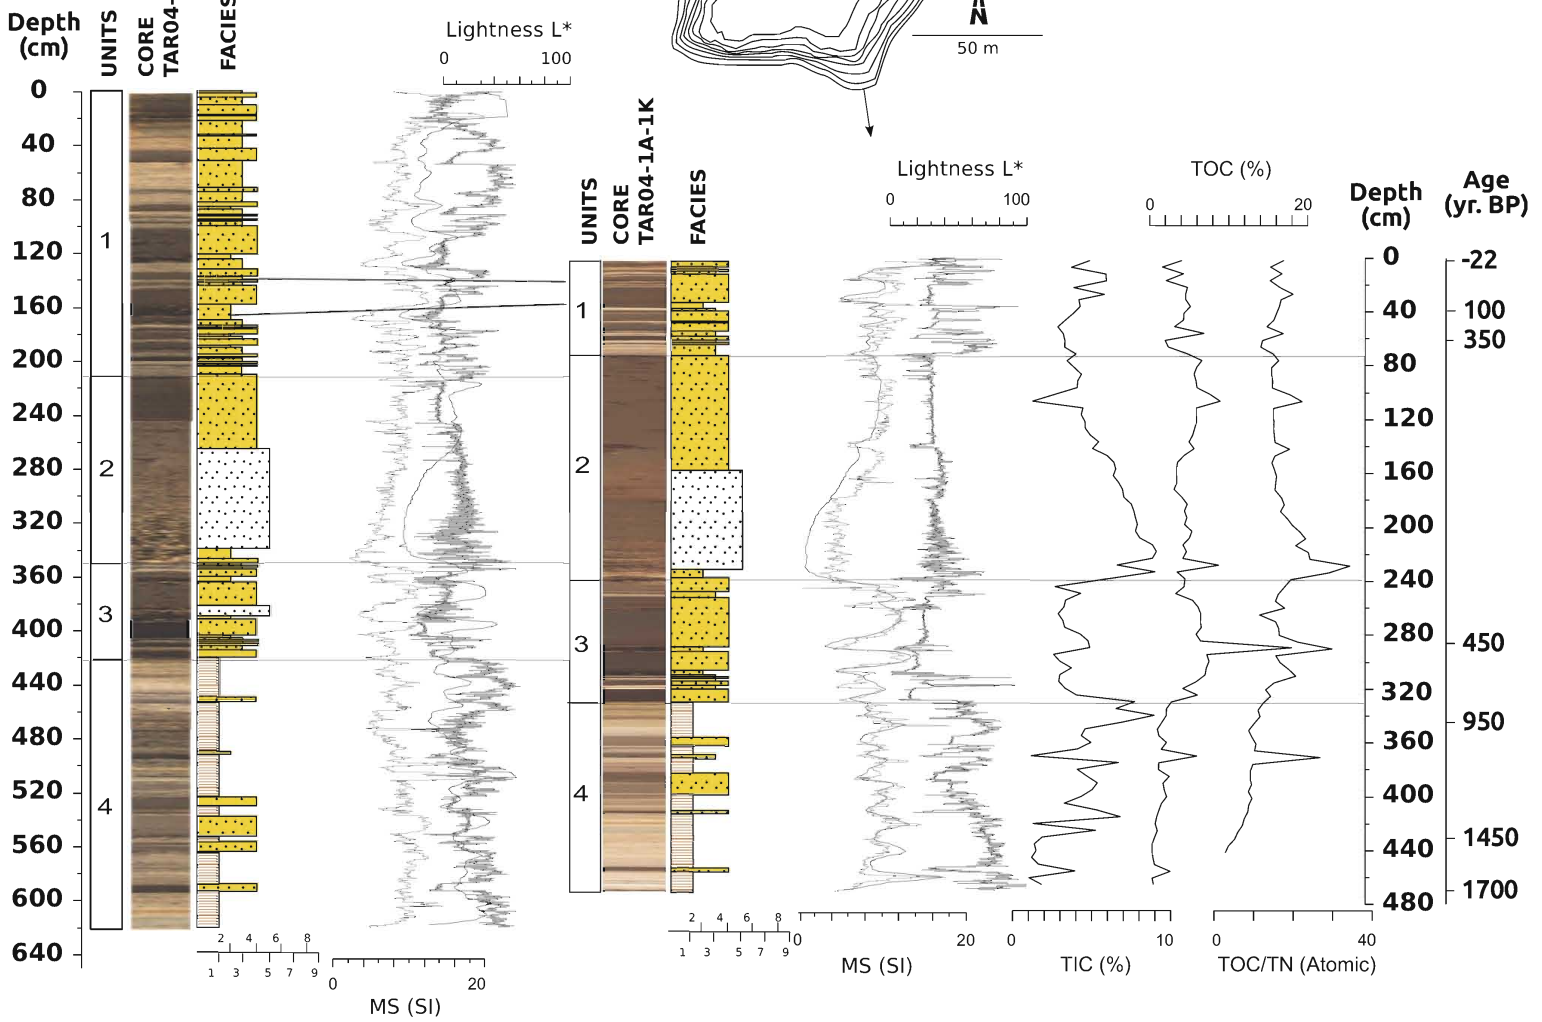 Depth
(cm)
UNITS
CORE
TAR04-
FACIES
Lightness L*
0 100
N
50 m
0
40
80
120
160
200
240
280
320
360
400
440
480
520
560
600
640
1
2
3
4
2 4 6 8
1 3 5 7 9
0 20
MS (SI)
UNITS
CORE
TAR04-1A-1K
FACIES
1
2
3
4
2 4 6 8
1 3 5 7 9
Lightness L*
0 100
0 20
MS (SI)
TOC (%)
0 20
0 10
TIC (%)
0 40
TOC/TN (Atomic)
Depth
(cm)
0
40
80
120
160
200
240
280
320
360
400
440
480
Age
(yr. BP)
-22
100
350
450
950
1450
1700